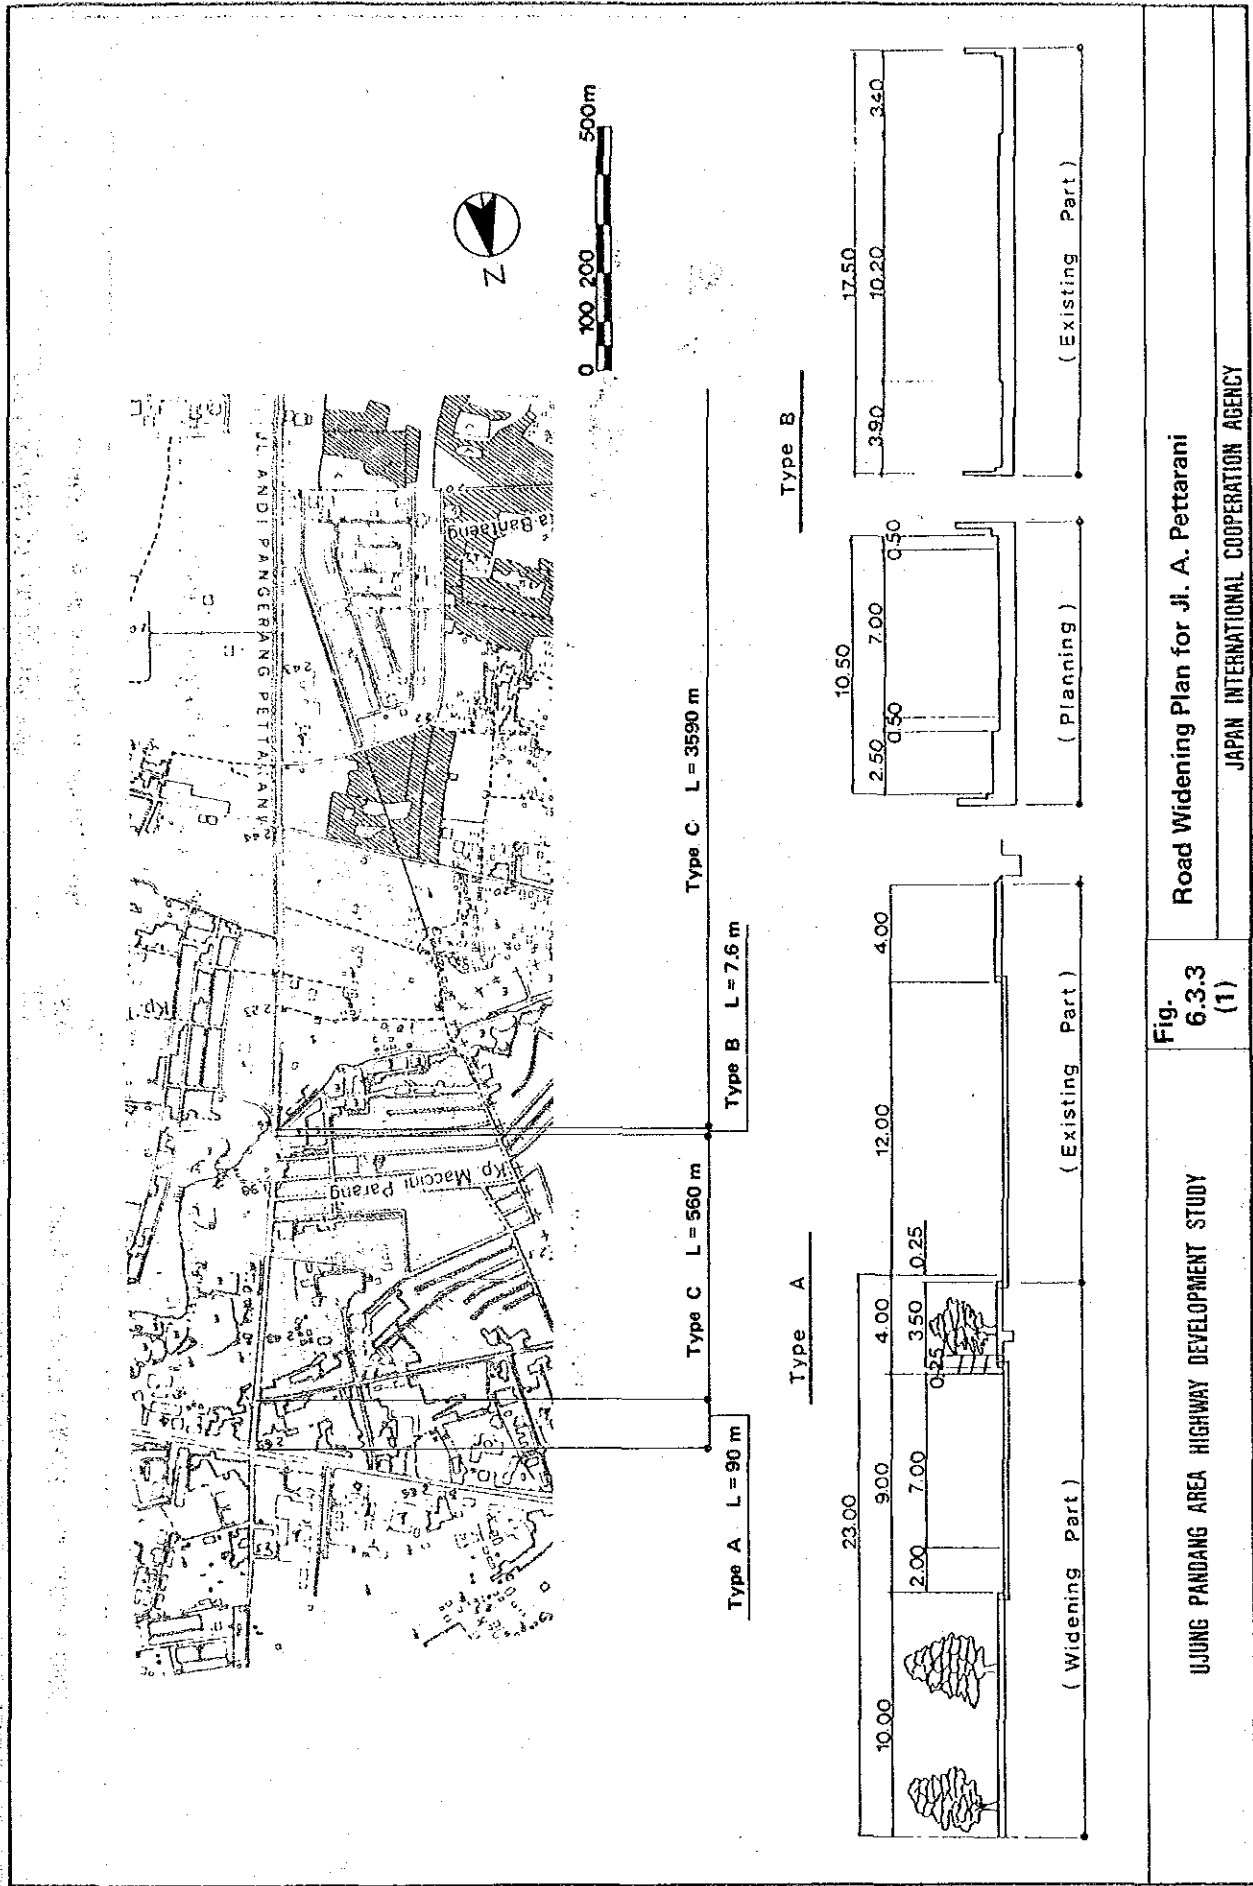 JL. ANDI PANGERANG PETTARANI
Kp. Maccini Parang
ta Bantaeng
N
0 100 200 500m
Type A L = 90 m
Type C L = 560 m
Type B L = 7.6 m
Type C L = 3590 m
Type A
23.00
10.00 9.00 4.00 12.00 4.00
2.00 7.00 0.25 3.50 0.25
( Widening Part )
( Existing Part )
Type B
10.50
2.50 0.50 7.00 0.50
( Planning )
17.50
3.90 10.20 3.40
( Existing Part )
UJUNG PANDANG AREA HIGHWAY DEVELOPMENT STUDY
Fig. 6.3.3 (1)
Road Widening Plan for Jl. A. Pettarani
JAPAN INTERNATIONAL COOPERATION AGENCY